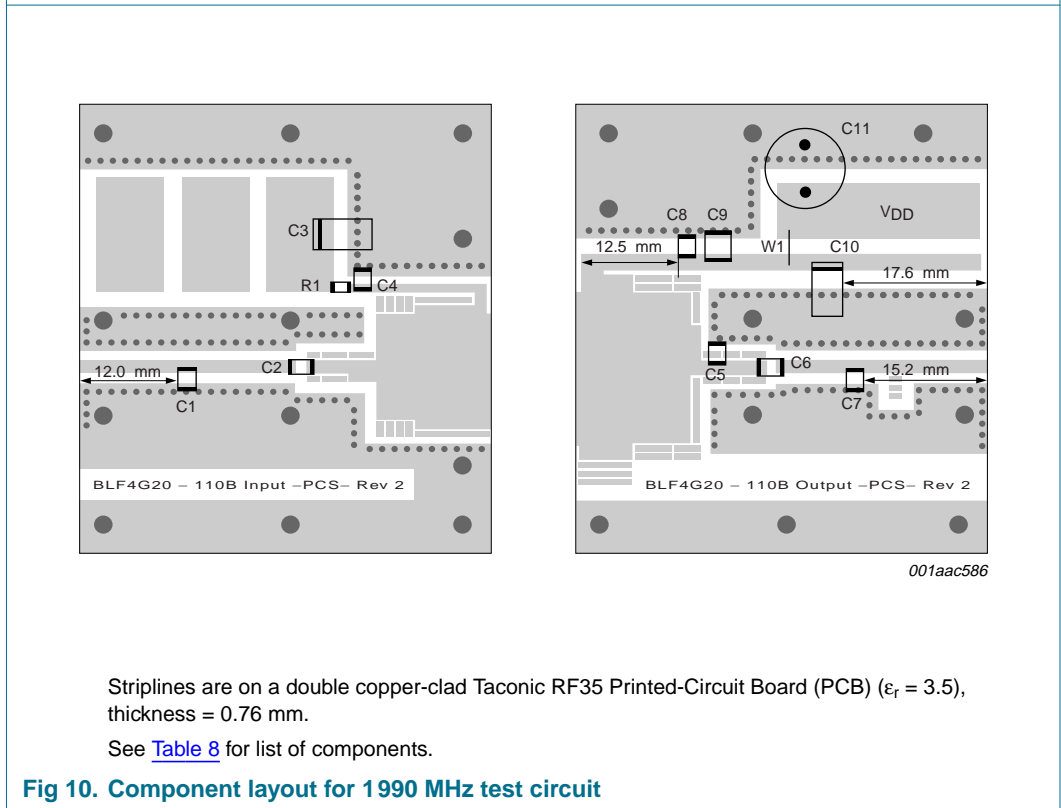 C11
C3
C8 C9
VDD
12.5 mm
W1
C10
R1
C4
17.6 mm
C2
C6
12.0 mm
C5
15.2 mm
C1
C7
BLF4G20 – 110B Input –PCS– Rev 2
BLF4G20 – 110B Output –PCS– Rev 2
001aac586
Striplines are on a double copper-clad Taconic RF35 Printed-Circuit Board (PCB) (εr = 3.5),
thickness = 0.76 mm.
See Table 8 for list of components.
Fig 10. Component layout for 1990 MHz test circuit